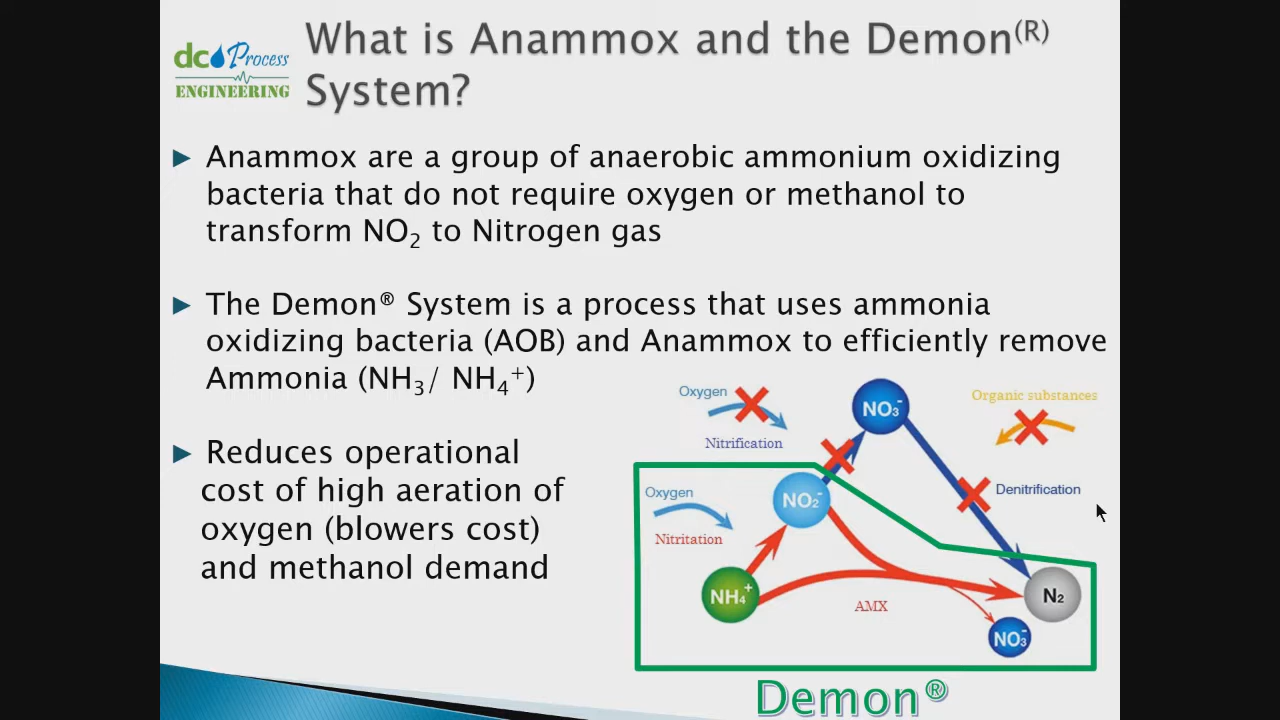 dc Process
ENGINEERING
What is Anammox and the Demon(R)
System?
Anammox are a group of anaerobic ammonium oxidizing
bacteria that do not require oxygen or methanol to
transform NO2 to Nitrogen gas
The Demon® System is a process that uses ammonia
oxidizing bacteria (AOB) and Anammox to efficiently remove
Ammonia (NH3/ NH4+)
Reduces operational
cost of high aeration of
oxygen (blowers cost)
and methanol demand
Oxygen
Nitrification
NO3-
Organic substances
Oxygen
Nitritation
NO2-
Denitrification
NH4+
AMX
N2
NO3-
Demon®